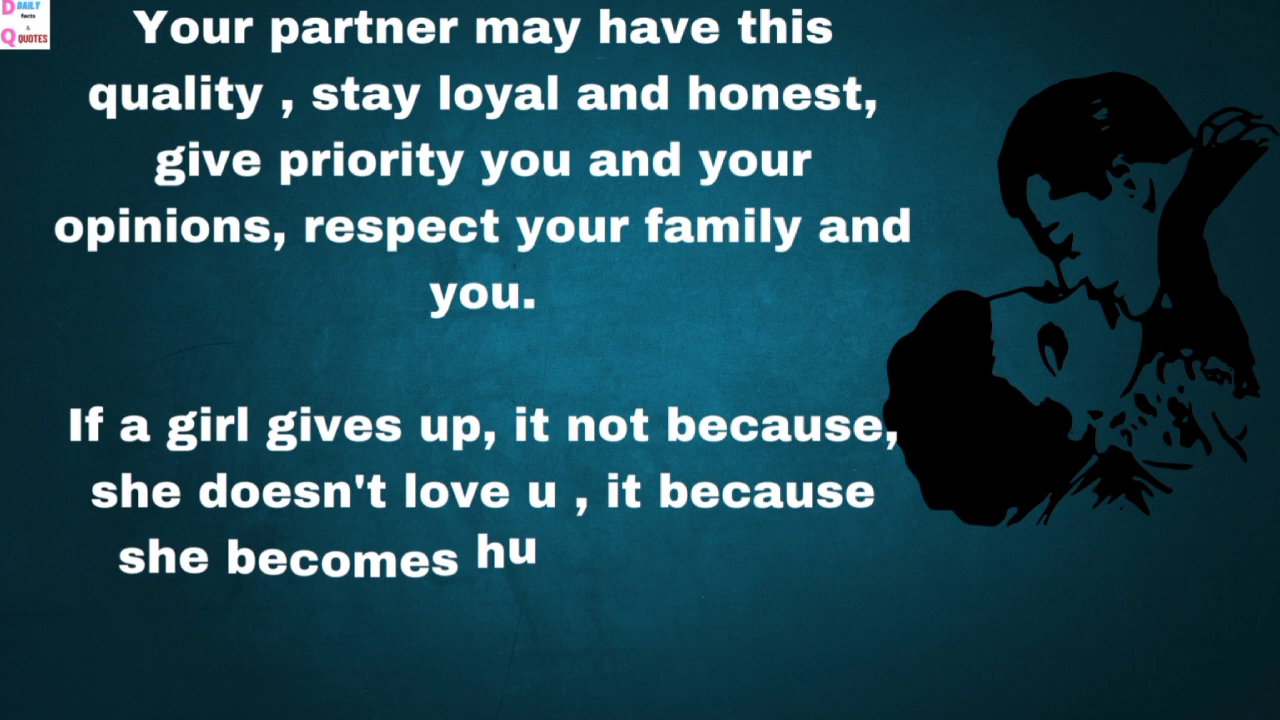 D DAILY
facts
&
Q QUOTES
Your partner may have this
quality , stay loyal and honest,
give priority you and your
opinions, respect your family and
you.
If a girl gives up, it not because,
she doesn't love u , it because
she becomes hu